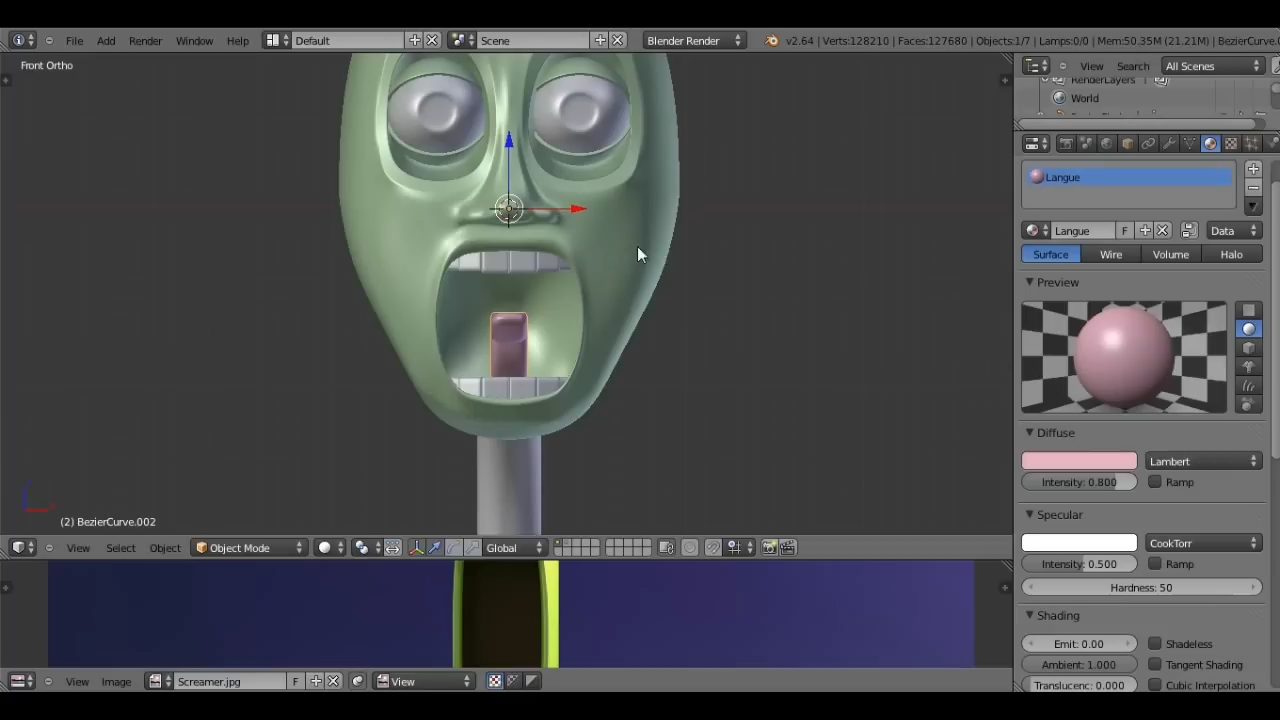 File Add Render Window Help Default Scene Blender Render v2.64 | Verts:128210 | Faces:127680 | Objects:1/7 | Lamps:0/0 | Mem:50.35M (21.21M) | BezierCurve.00
Front Ortho
View Search All Scenes
RenderLayers
World
Langue
Langue F Data
Surface Wire Volume Halo
Preview
Diffuse
Lambert
Intensity: 0.800 Ramp
Specular
CookTorr
Intensity: 0.500 Ramp
Hardness: 50
Shading
Emit: 0.00 Shadeless
Ambient: 1.000 Tangent Shading
Translucenc: 0.000 Cubic Interpolation
(2) BezierCurve.002
View Select Object Object Mode Global
View Image Screamer.jpg F View